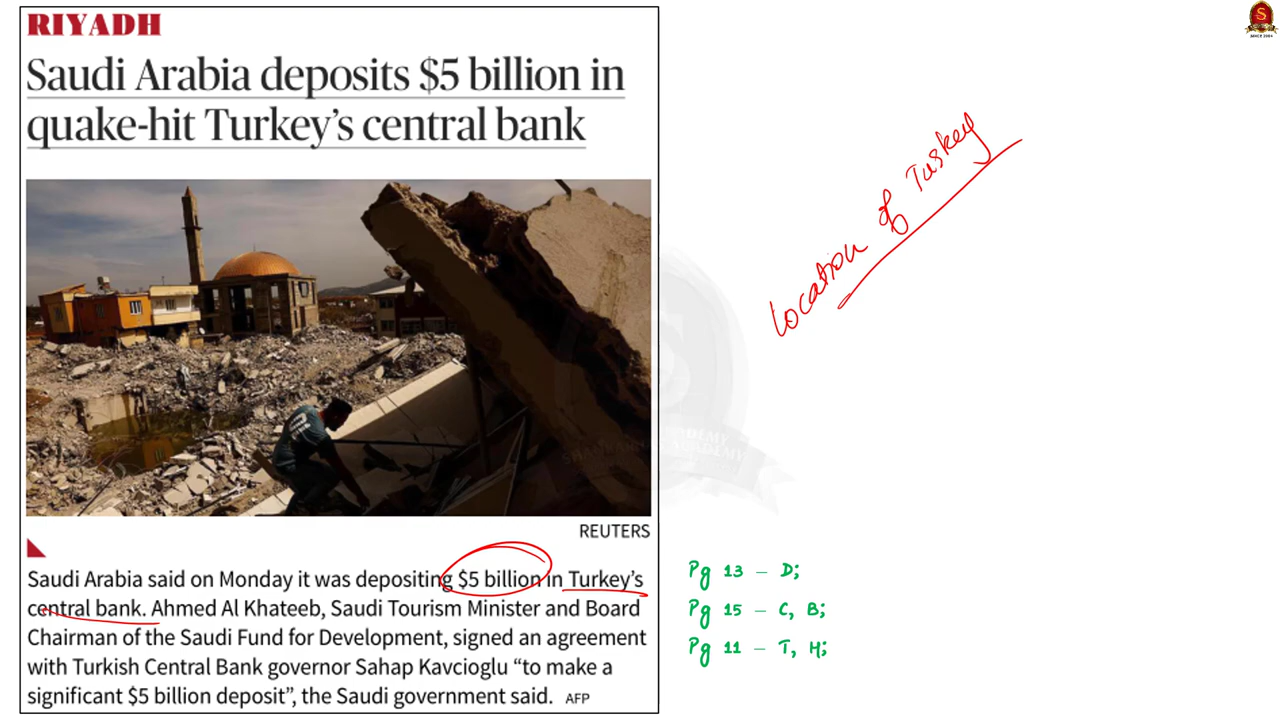 RIYADH
Saudi Arabia deposits $5 billion in
quake-hit Turkey's central bank
REUTERS
Saudi Arabia said on Monday it was depositing $5 billion in Turkey's
central bank. Ahmed Al Khateeb, Saudi Tourism Minister and Board
Chairman of the Saudi Fund for Development, signed an agreement
with Turkish Central Bank governor Sahap Kavcioglu “to make a
significant $5 billion deposit”, the Saudi government said. AFP
Location of Turkey
Pg 13 – D;
Pg 15 – C, B;
Pg 11 – T, H;
S
SINCE 2004